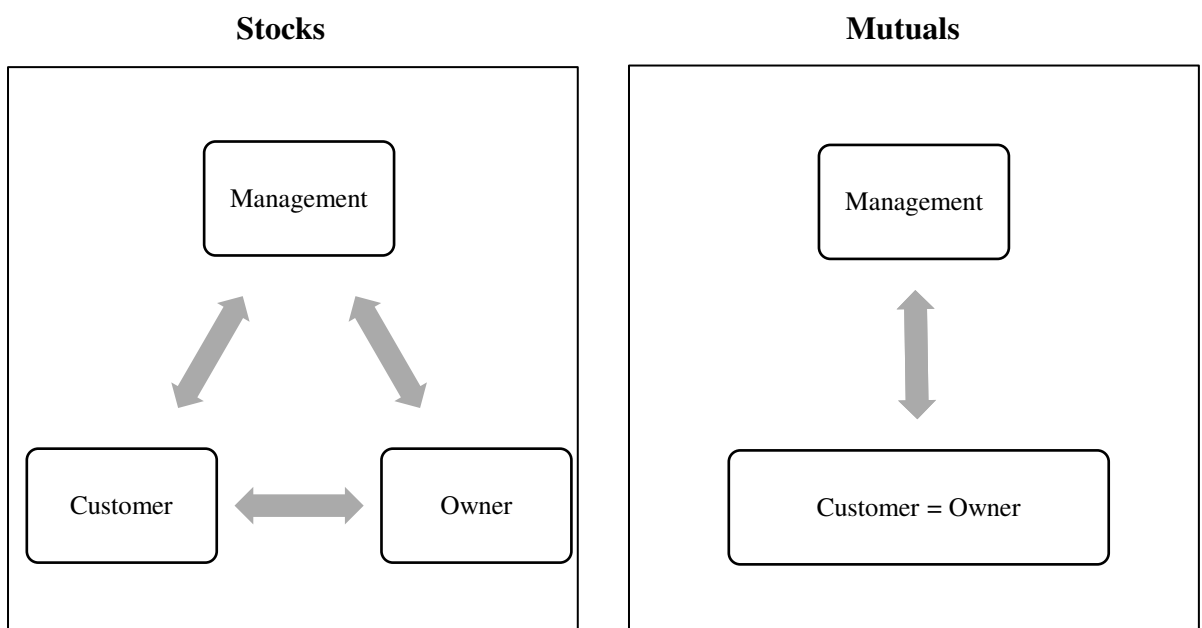 Stocks
Management
Customer
Owner
Mutuals
Management
Customer = Owner